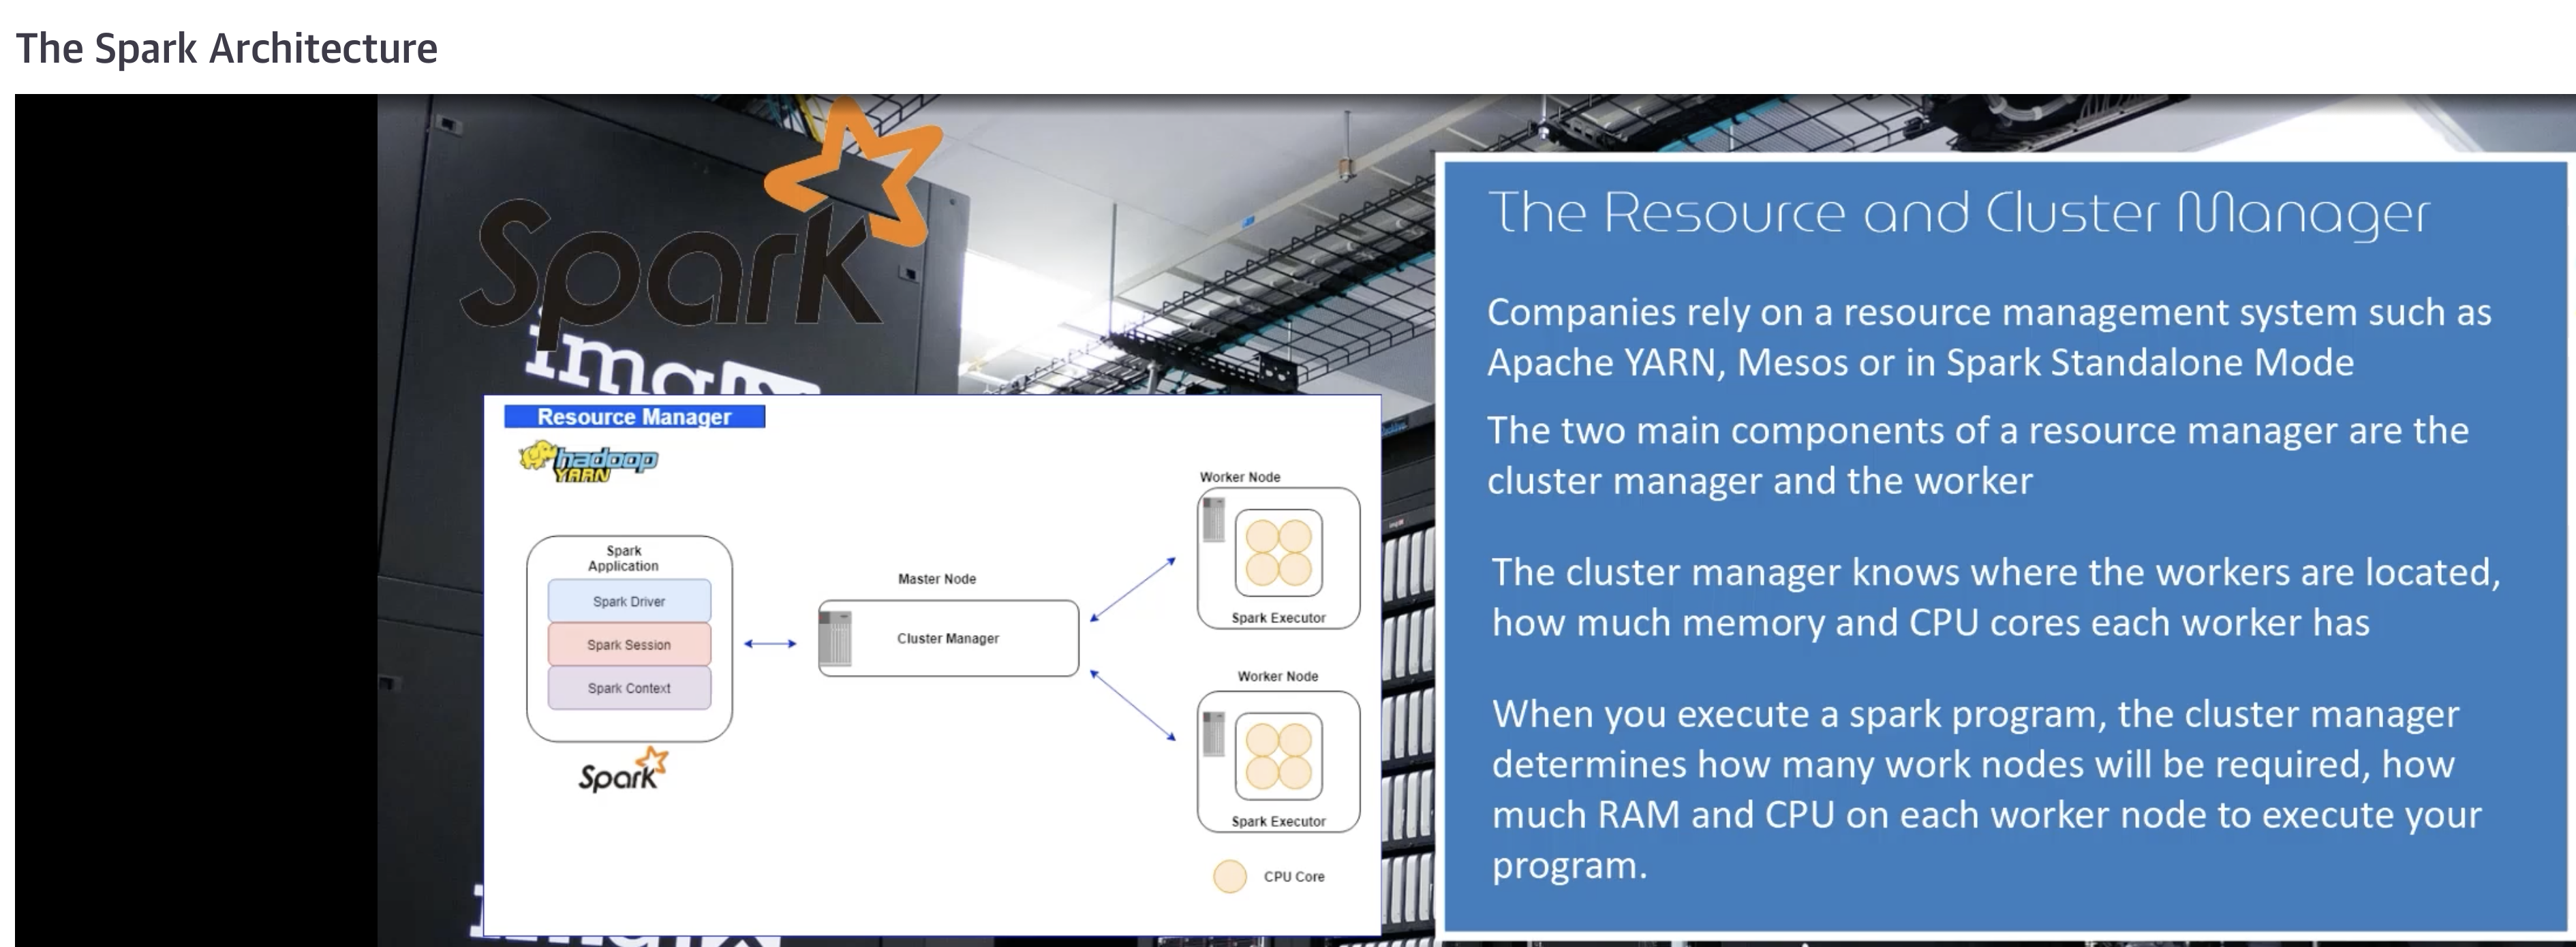 The Spark Architecture
Spark
imgix
Resource Manager
hadoop
YARN
Spark
Application
Spark Driver
Spark Session
Spark Context
Spark
Master Node
Cluster Manager
Worker Node
Spark Executor
Worker Node
Spark Executor
CPU Core
The Resource and Cluster Manager
Companies rely on a resource management system such as
Apache YARN, Mesos or in Spark Standalone Mode
The two main components of a resource manager are the
cluster manager and the worker
The cluster manager knows where the workers are located,
how much memory and CPU cores each worker has
When you execute a spark program, the cluster manager
determines how many work nodes will be required, how
much RAM and CPU on each worker node to execute your
program.